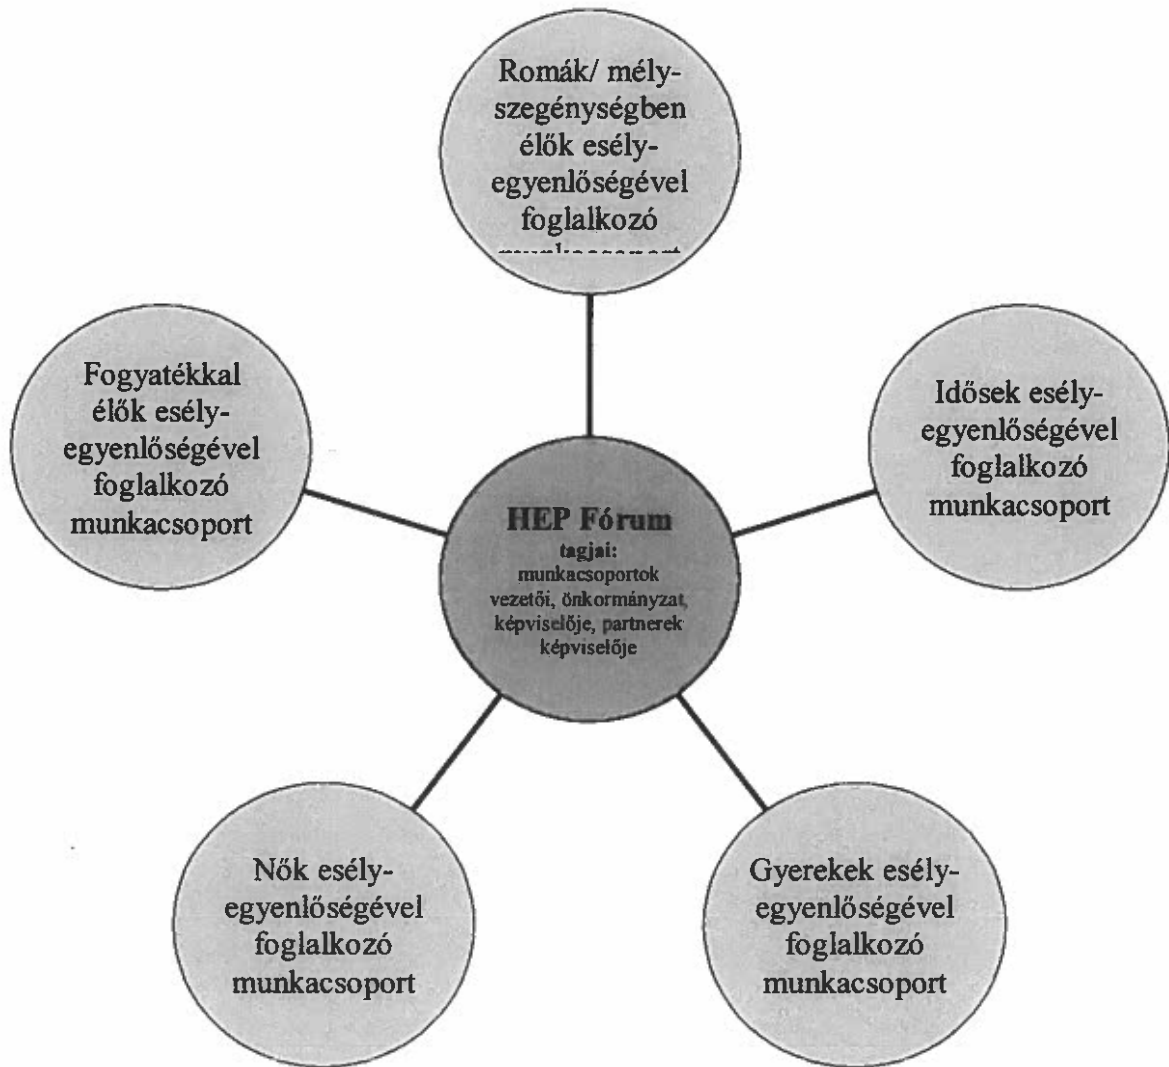 Romák/ mély-
szegénységben
élők esély-
egyenlőségével
foglalkozó
munkacsoport
Fogyatékkal
élők esély-
egyenlőségével
foglalkozó
munkacsoport
Idősek esély-
egyenlőségével
foglalkozó
munkacsoport
HEP Fórum
tagjai:
munkacsoportok
vezetői, önkormányzat,
képviselője, partnerek
képviselője
Nők esély-
egyenlőségével
foglalkozó
munkacsoport
Gyerekek esély-
egyenlőségével
foglalkozó
munkacsoport